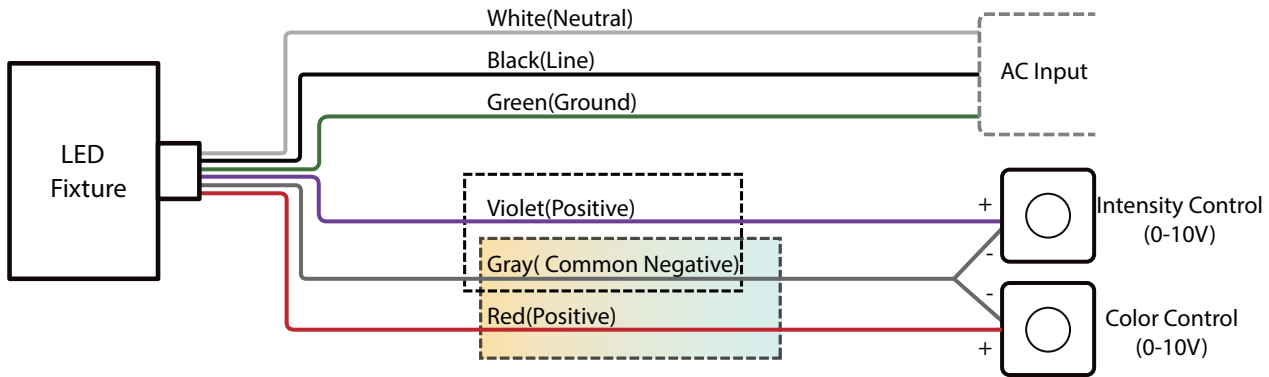 White(Neutral)
Black(Line)
Green(Ground)
AC Input
LED
Fixture
Violet(Positive)
Gray( Common Negative)
Red(Positive)
+
-
Intensity Control
(0-10V)
-
+
Color Control
(0-10V)